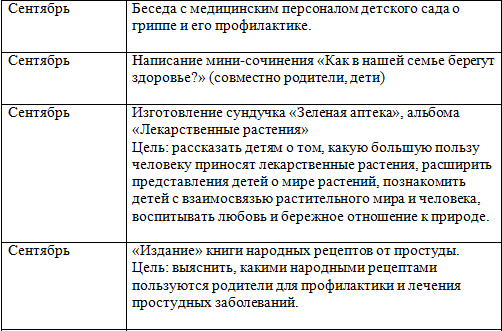 Сентябрь
Беседа с медицинским персоналом детского сада о
гриппе и его профилактике.
Сентябрь
Написание мини-сочинения «Как в нашей семье берегут
здоровье?» (совместно родители, дети)
Сентябрь
Изготовление сундучка «Зеленая аптека», альбома
«Лекарственные растения»
Цель: рассказать детям о том, какую большую пользу
человеку приносят лекарственные растения, расширить
представления детей о мире растений, познакомить
детей с взаимосвязью растительного мира и человека,
воспитывать любовь и бережное отношение к природе.
Сентябрь
«Издание» книги народных рецептов от простуды.
Цель: выяснить, какими народными рецептами
пользуются родители для профилактики и лечения
простудных заболеваний.